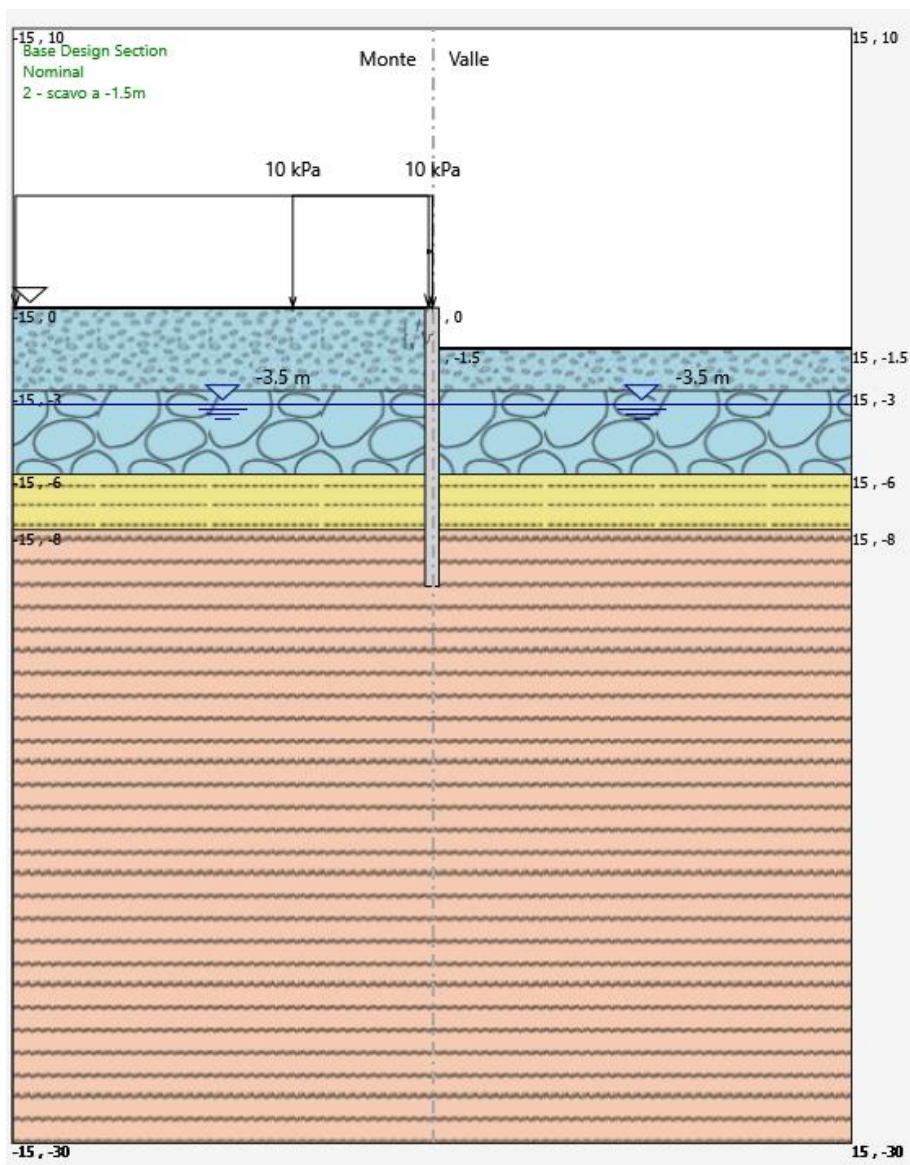 -15 , 10
15 , 10
Base Design Section
Nominal
2 - scavo a -1.5m
Monte
Valle
10 kPa
10 kPa
-15 , 0
, 0
, -1.5
15 , -1.5
-3.5 m
-3.5 m
-15 , -3
15 , -3
-15 , -6
15 , -6
-15 , -8
15 , -8
-15 , -30
15 , -30